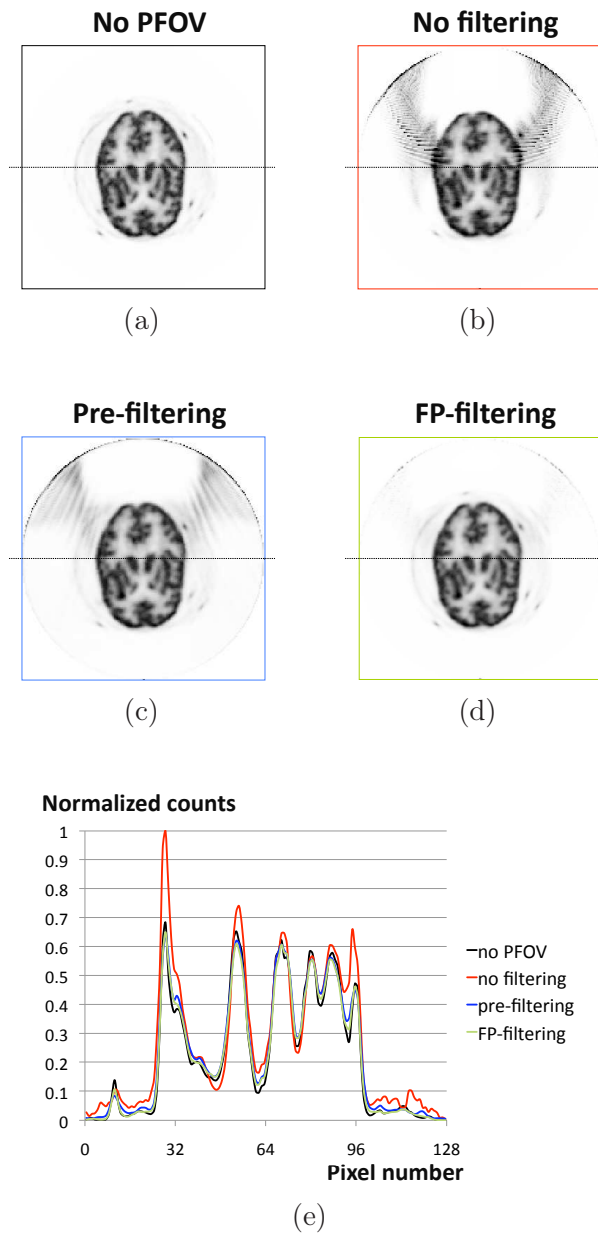 No PFOV
No filtering
(a)
(b)
Pre-filtering
FP-filtering
(c)
(d)
Normalized counts
1
0.9
0.8
0.7
0.6
0.5
0.4
0.3
0.2
0.1
0
0 32 64 96 128
Pixel number
no PFOV
no filtering
pre-filtering
FP-filtering
(e)